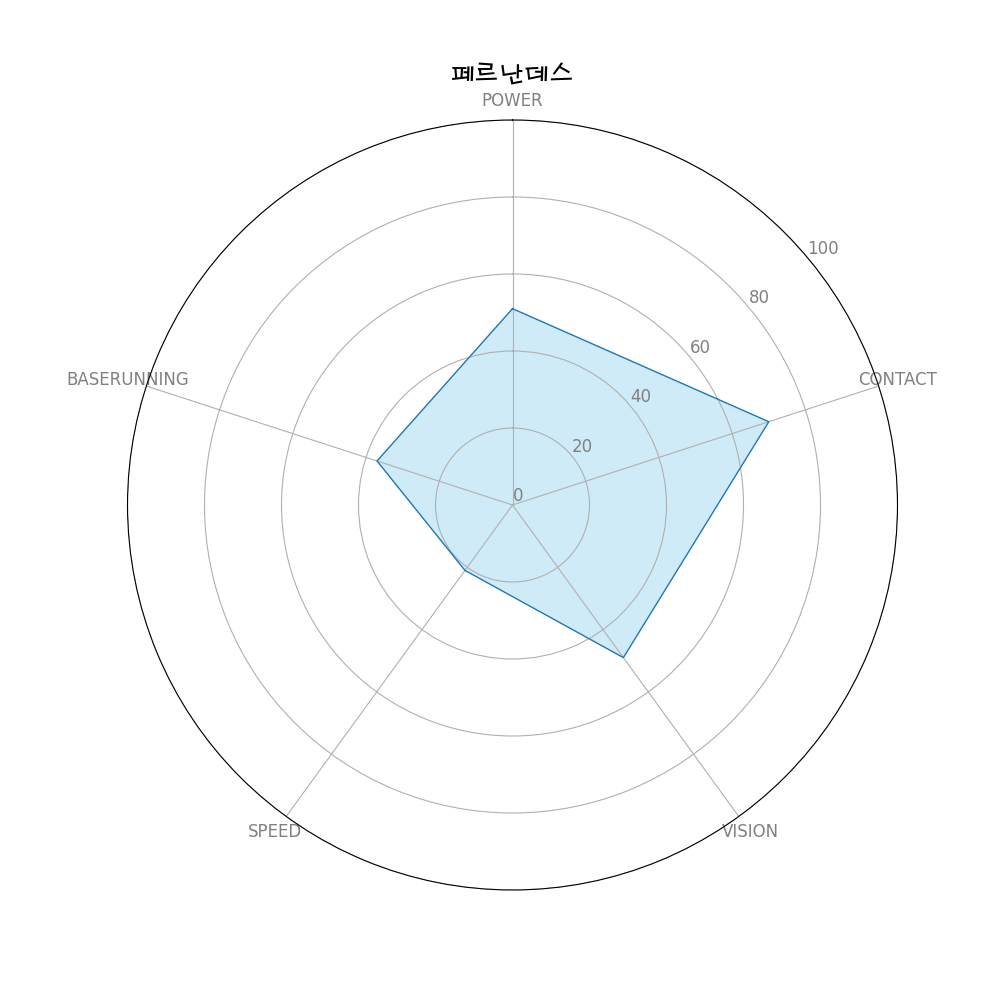 페르난데스
POWER
100
80
60
BASERUNNING
CONTACT
40
20
0
SPEED
VISION